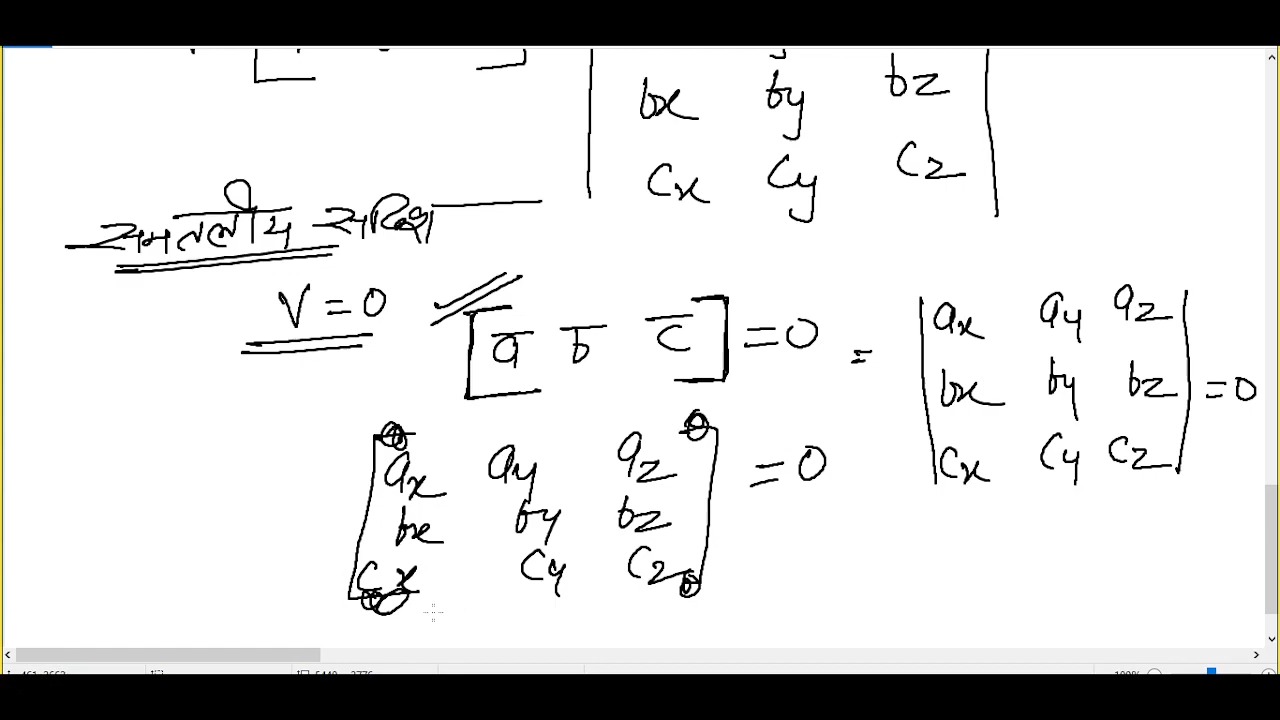 bx by bz
cx cy cz
समतलीय सदिश
V = 0 [a̅ b̅ c̅] = 0 = | ax ay az |
| bx by bz | = 0
| cx cy cz |
[ ax ay az ] = 0
bx by bz
cx cy cz